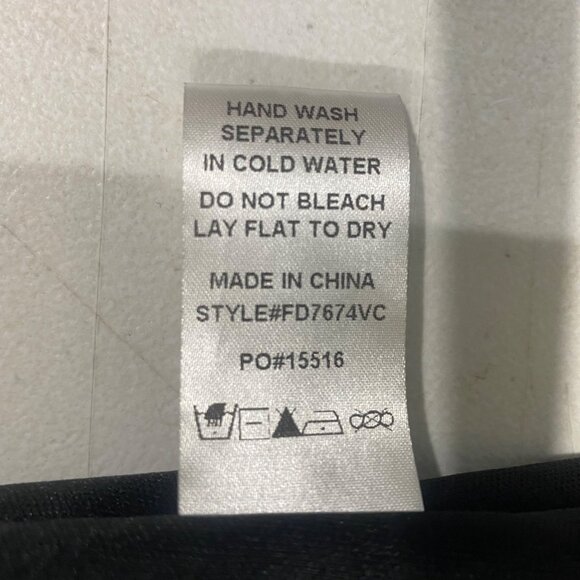 HAND WASH
SEPARATELY
IN COLD WATER
DO NOT BLEACH
LAY FLAT TO DRY
MADE IN CHINA
STYLE#FD7674VC
PO#15516